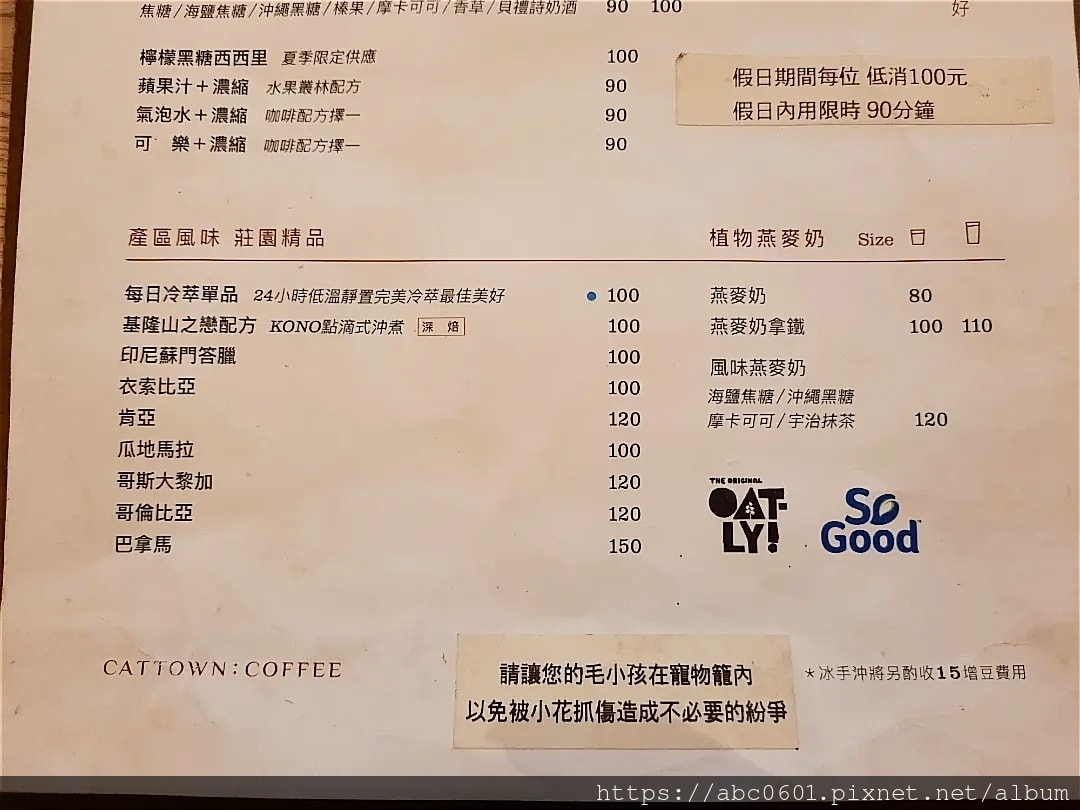 焦糖/海鹽焦糖/沖繩黑糖/榛果/摩卡可可/香草/貝禮詩奶酒 90 100
好
檸檬黑糖西西里 夏季限定供應 100
蘋果汁＋濃縮 水果叢林配方 90
氣泡水＋濃縮 咖啡配方擇一 90
可 樂＋濃縮 咖啡配方擇一 90
假日期間每位 低消100元
假日內用限時 90分鐘
產區風味 莊園精品
每日冷萃單品 24小時低溫靜置完美冷萃最佳美好 100
基隆山之戀配方 KONO點滴式沖煮 深 焙 100
印尼蘇門答臘 100
衣索比亞 100
肯亞 120
瓜地馬拉 100
哥斯大黎加 120
哥倫比亞 120
巴拿馬 150
植物燕麥奶 Size
燕麥奶 80
燕麥奶拿鐵 100 110
風味燕麥奶
海鹽焦糖/沖繩黑糖
摩卡可可/宇治抹茶 120
THE ORIGINAL
OAT-
LY!
So
Good
CATTOWN:COFFEE
請讓您的毛小孩在寵物籠內
以免被小花抓傷造成不必要的紛爭
*冰手沖將另酌收15增豆費用
https://abc0601.pixnet.net/album